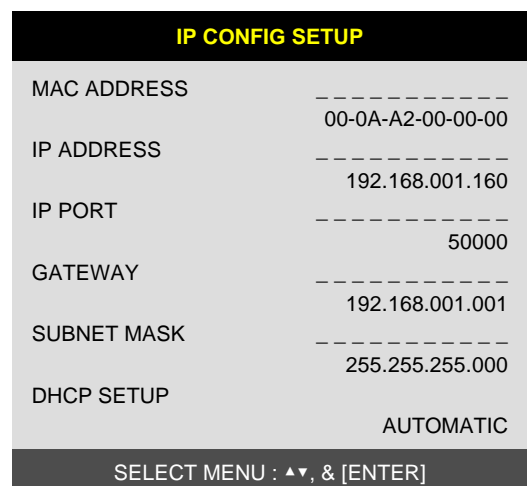 IP CONFIG SETUP
MAC ADDRESS
_ _ _ _ _ _ _ _ _ _ _
00-0A-A2-00-00-00
IP ADDRESS
_ _ _ _ _ _ _ _ _ _ _
192.168.001.160
IP PORT
_ _ _ _ _ _ _ _ _ _ _
50000
GATEWAY
_ _ _ _ _ _ _ _ _ _ _
192.168.001.001
SUBNET MASK
_ _ _ _ _ _ _ _ _ _ _
255.255.255.000
DHCP SETUP
AUTOMATIC
SELECT MENU : ▲▼, & [ENTER]